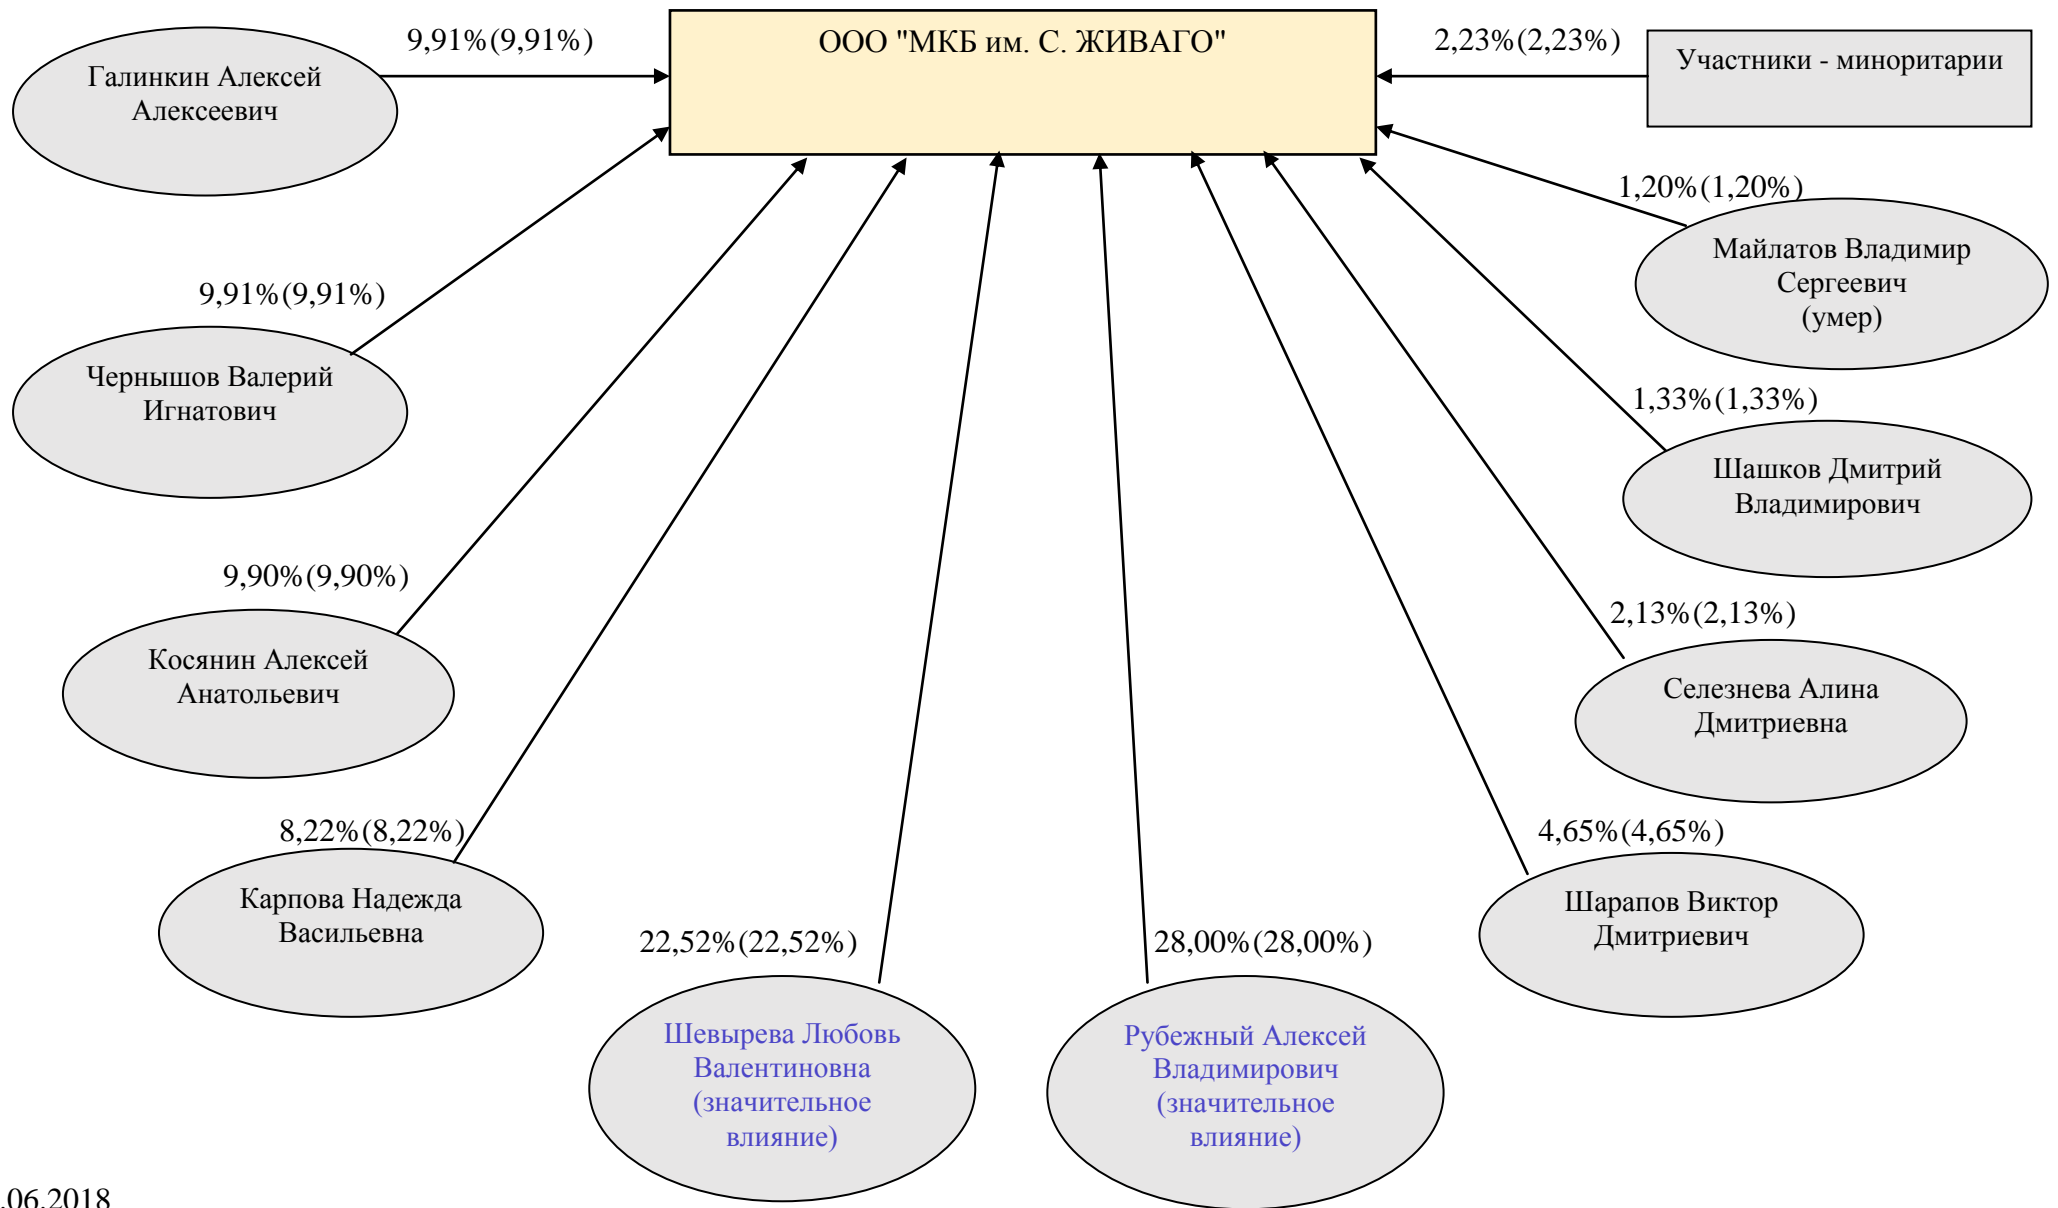 9,91%(9,91%)
ООО "МКБ им. С. ЖИВАГО"
2,23%(2,23%)
Галинкин Алексей
Алексеевич
Участники - миноритарии
1,20%(1,20%)
Майлатов Владимир
Сергеевич
(умер)
9,91%(9,91%)
Чернышов Валерий
Игнатович
1,33%(1,33%)
Шашков Дмитрий
Владимирович
9,90%(9,90%)
Косянин Алексей
Анатольевич
2,13%(2,13%)
Селезнева Алина
Дмитриевна
8,22%(8,22%)
Карпова Надежда
Васильевна
4,65%(4,65%)
Шарапов Виктор
Дмитриевич
22,52%(22,52%)
Шевырева Любовь
Валентиновна
(значительное
влияние)
28,00%(28,00%)
Рубежный Алексей
Владимирович
(значительное
влияние)
.06.2018